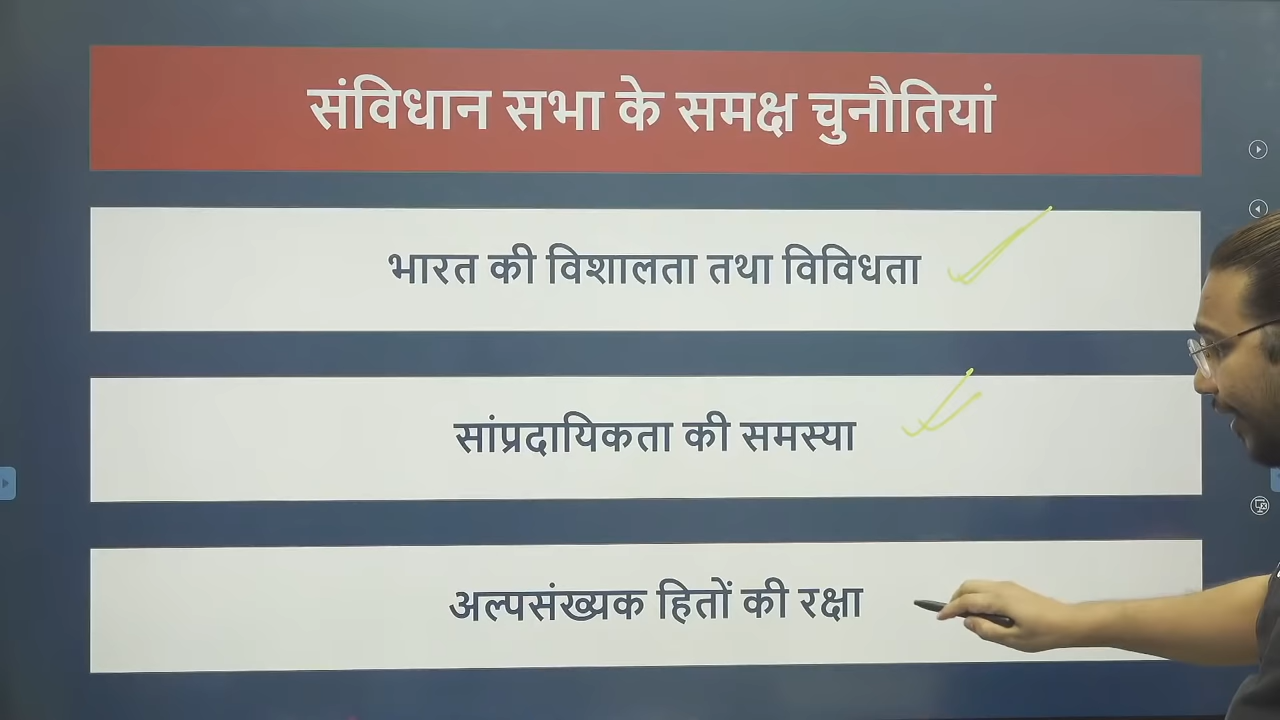 संविधान सभा के समक्ष चुनौतियां
भारत की विशालता तथा विविधता
सांप्रदायिकता की समस्या
अल्पसंख्यक हितों की रक्षा